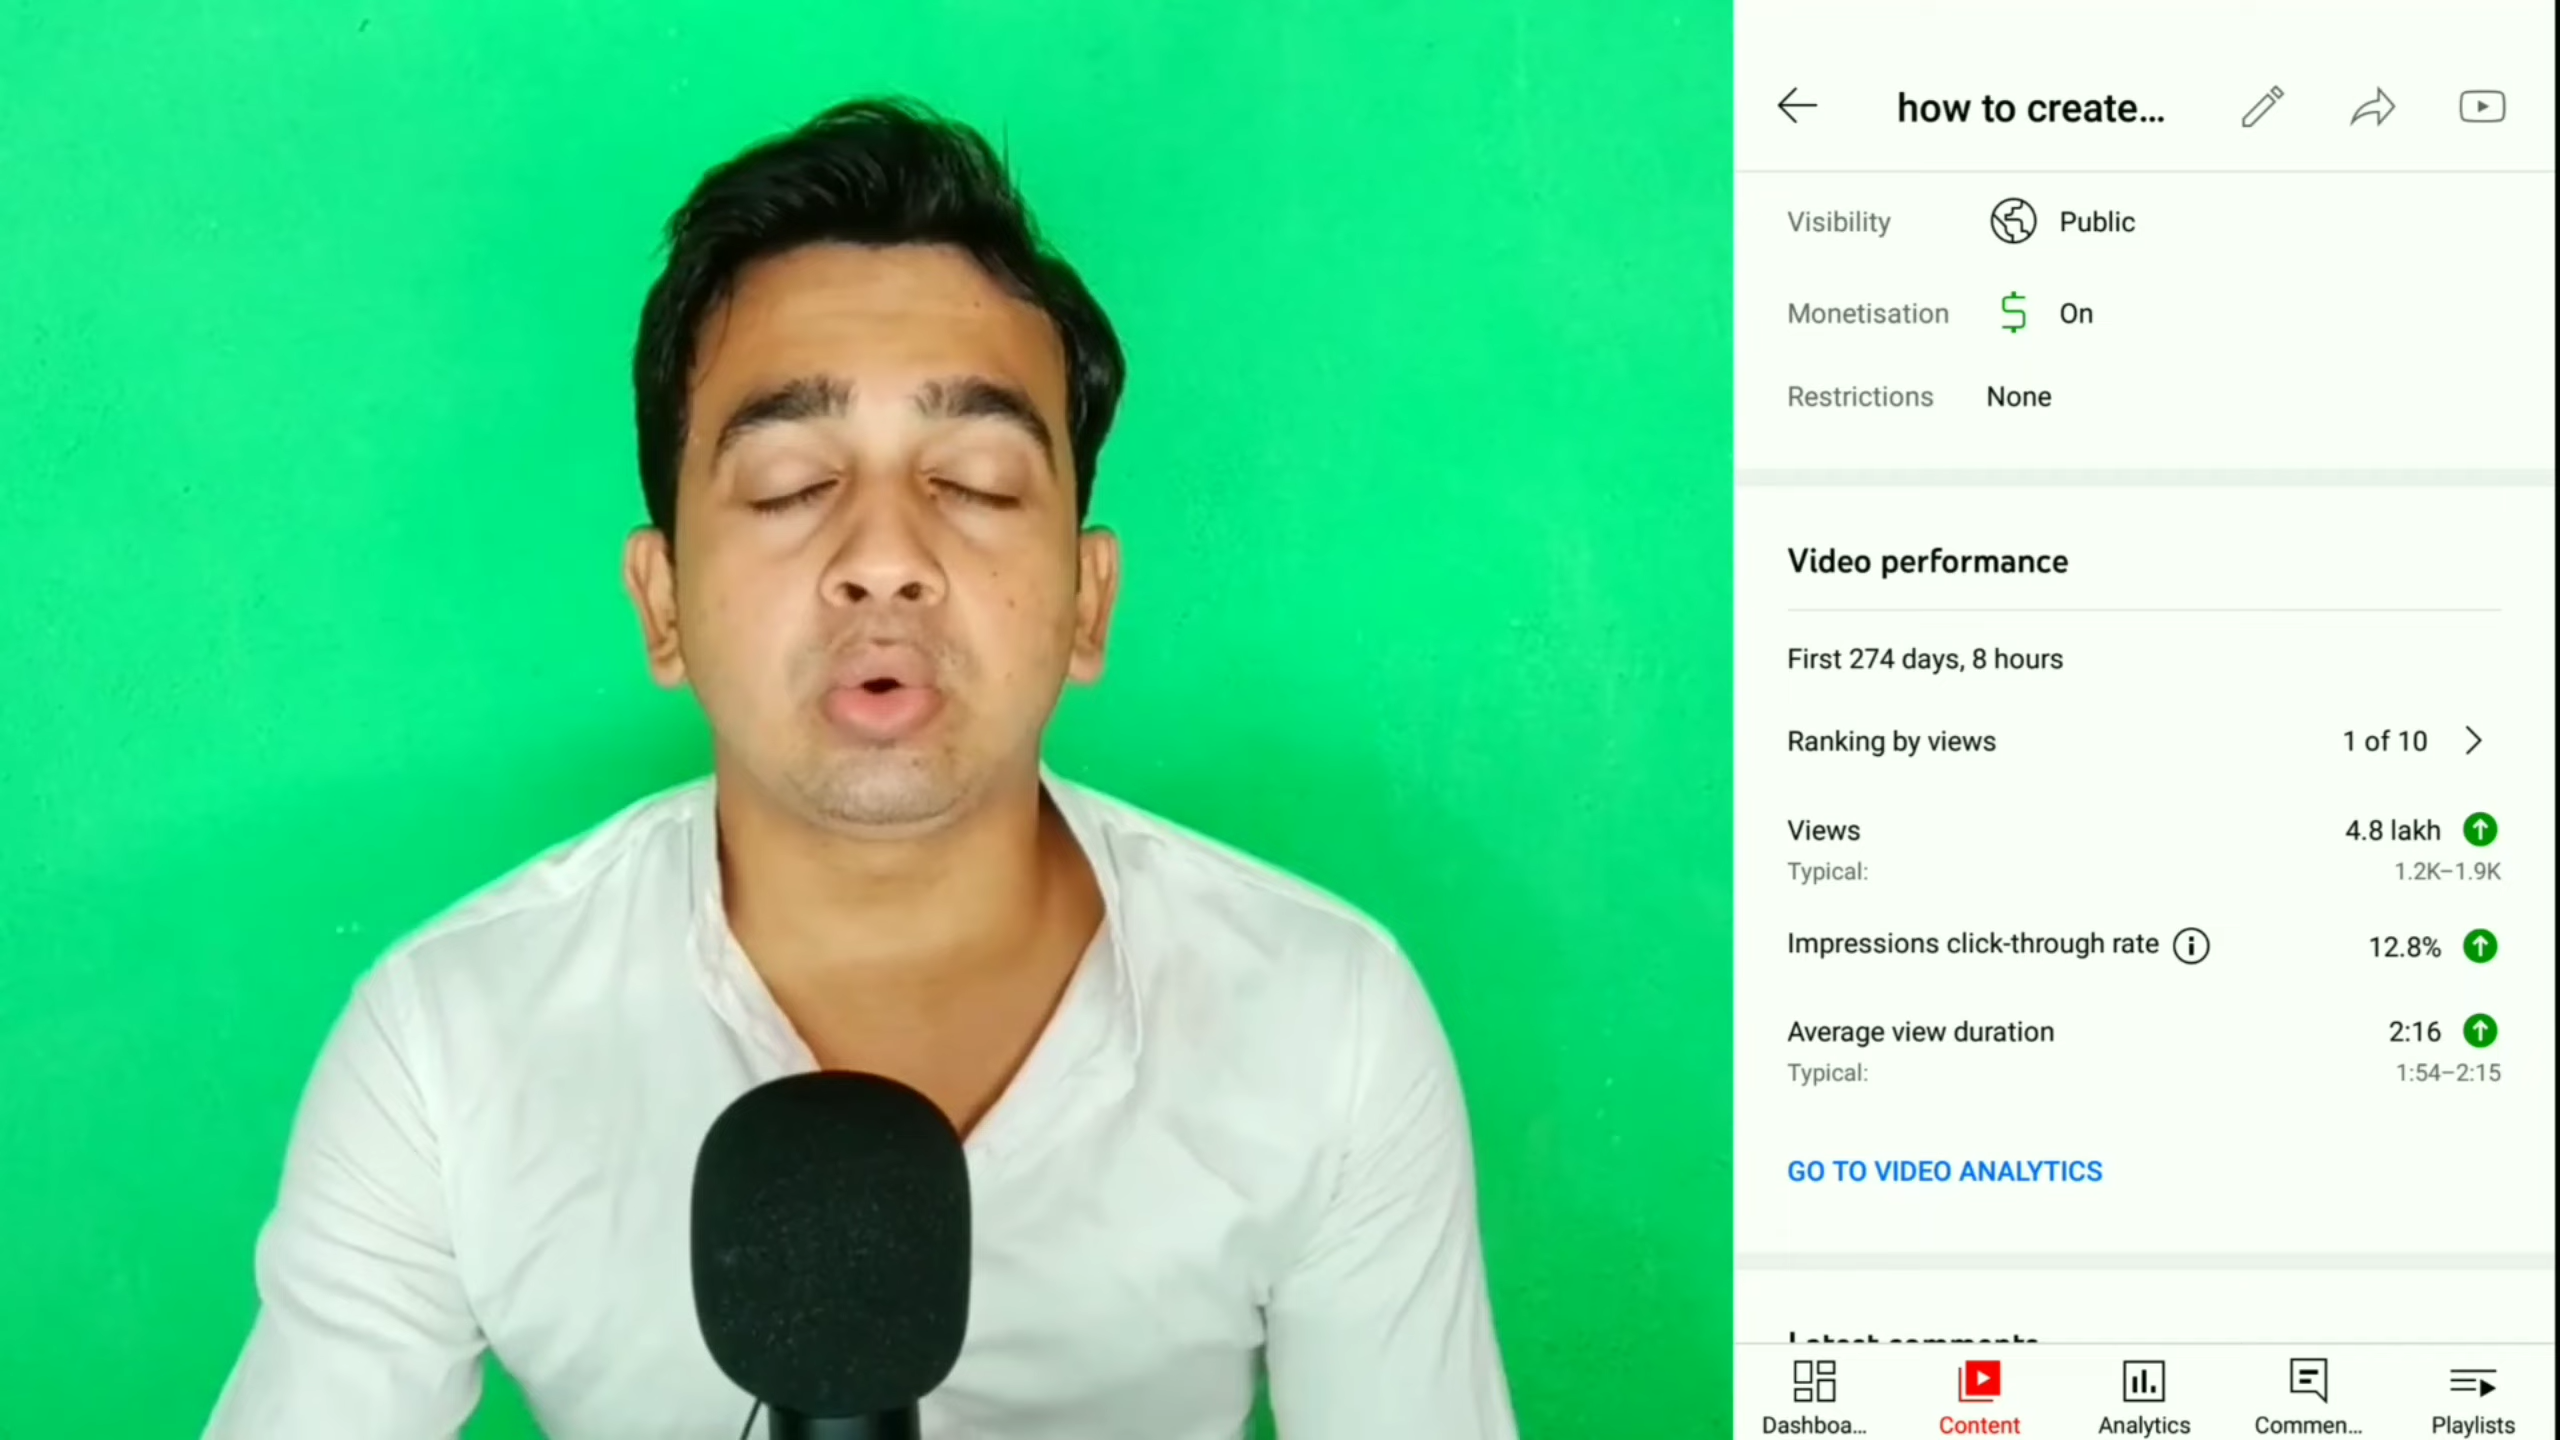 how to create...
Visibility Public
Monetisation On
Restrictions None
Video performance
First 274 days, 8 hours
Ranking by views 1 of 10
Views 4.8 lakh
Typical: 1.2K–1.9K
Impressions click-through rate 12.8%
Average view duration 2:16
Typical: 1:54–2:15
GO TO VIDEO ANALYTICS
Latest comments
Dashboa... Content Analytics Commen... Playlists